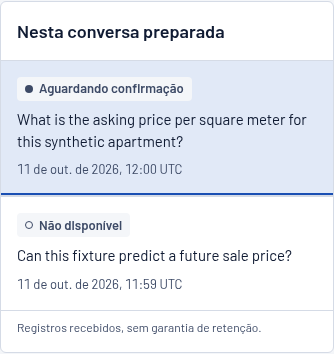 Nesta conversa preparada
Aguardando confirmação
What is the asking price per square meter for
this synthetic apartment?
11 de out. de 2026, 12:00 UTC
Não disponível
Can this fixture predict a future sale price?
11 de out. de 2026, 11:59 UTC
Registros recebidos, sem garantia de retenção.